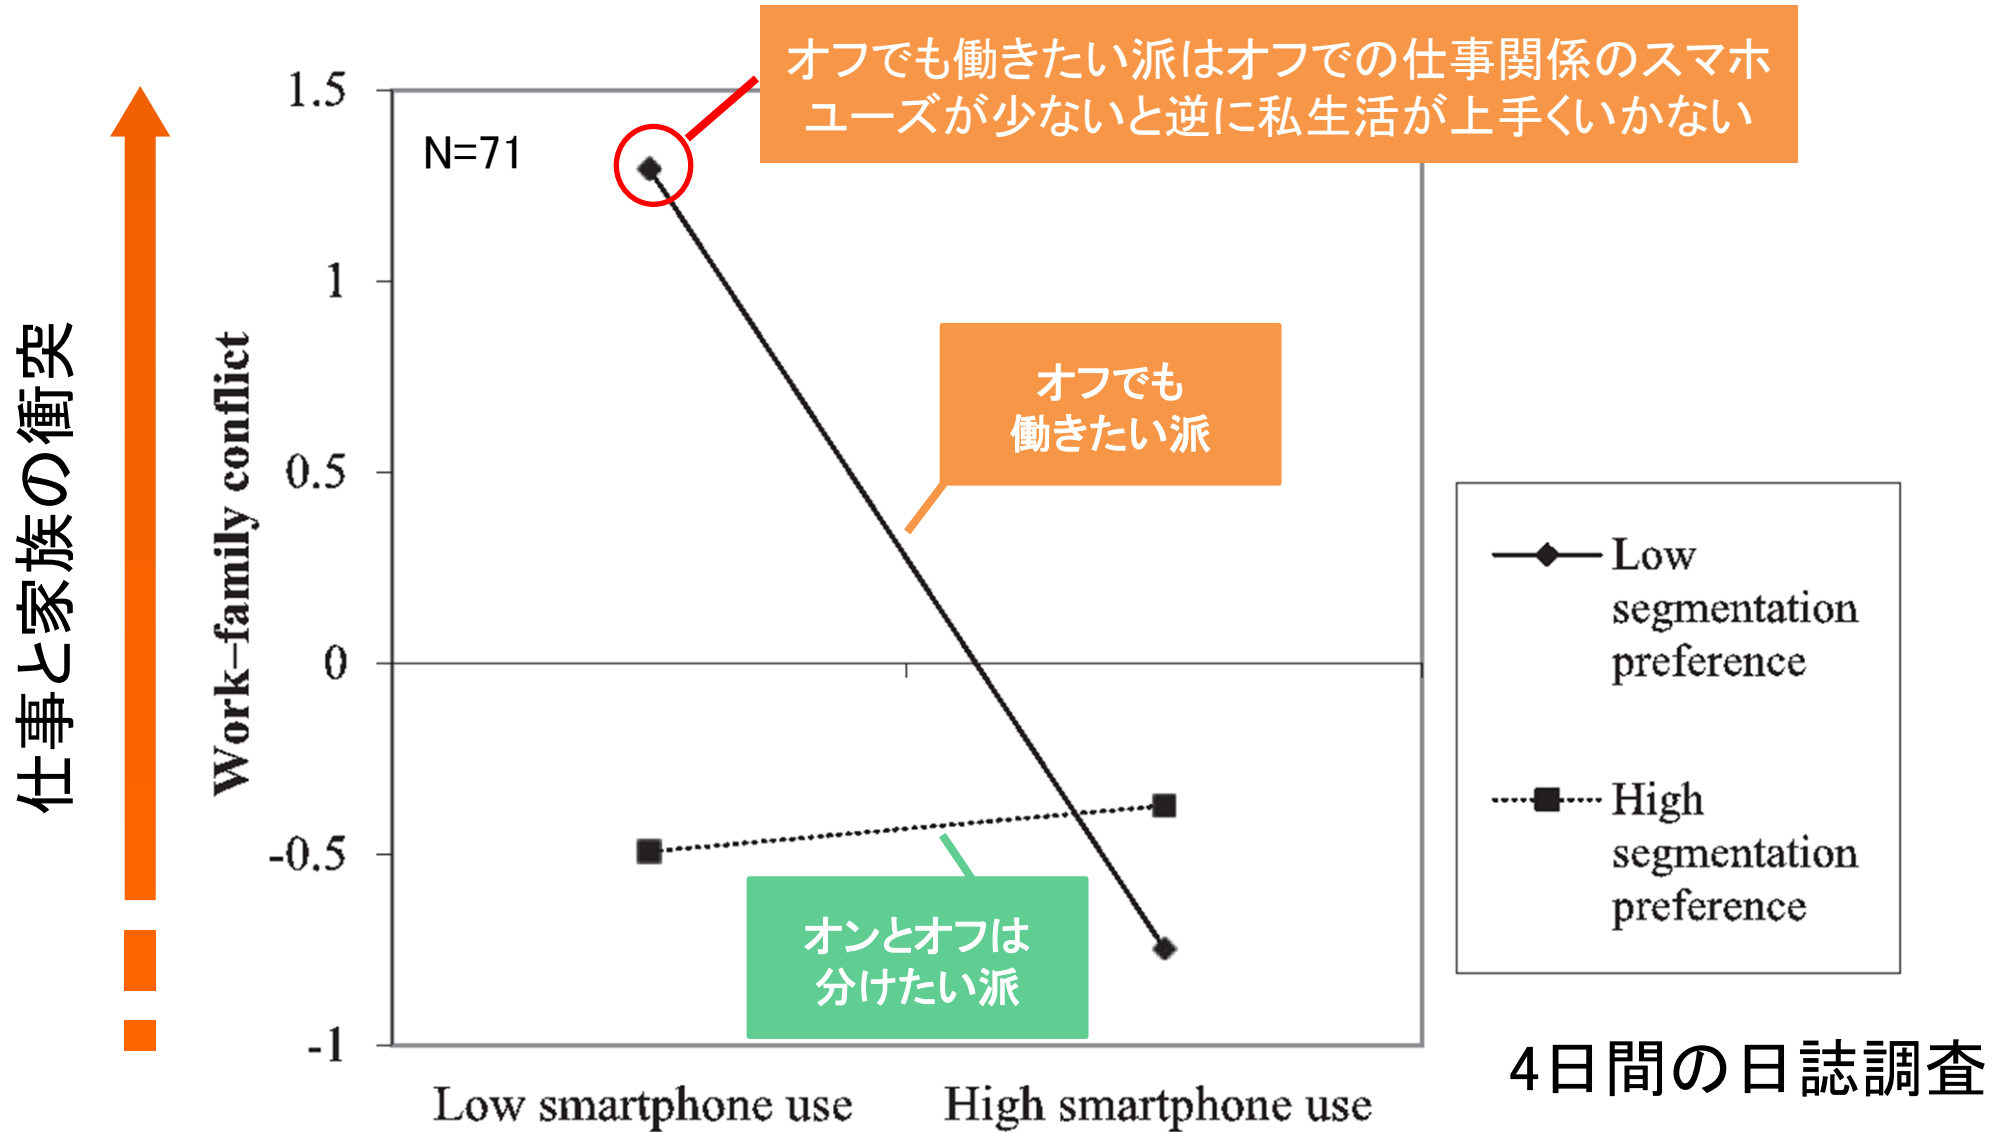 オフでも働きたい派はオフでの仕事関係のスマホ
ユーズが少ないと逆に私生活が上手くいかない
N=71
1.5
1
0.5
0
-0.5
-1
仕事と家族の衝突
Work–family conflict
オフでも
働きたい派
オンとオフは
分けたい派
Low smartphone use
High smartphone use
Low
segmentation
preference
High
segmentation
preference
4日間の日誌調査